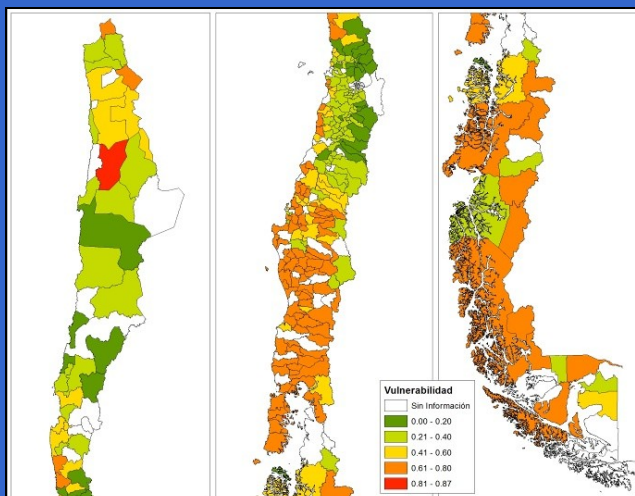 Vulnerabilidad
Sin Información
0.00 - 0.20
0.21 - 0.40
0.41 - 0.60
0.61 - 0.80
0.81 - 0.87